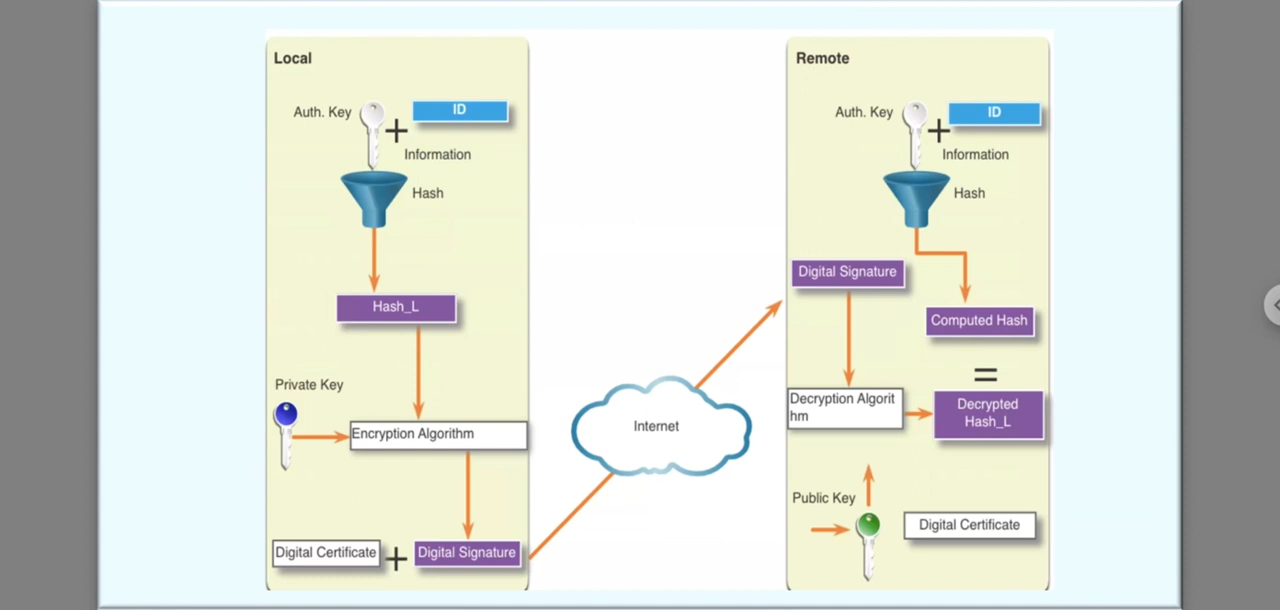 Local
Auth. Key
+
ID
Information
Hash
Hash_L
Private Key
Encryption Algorithm
Digital Certificate
+
Digital Signature
Internet
Remote
Auth. Key
+
ID
Information
Hash
Digital Signature
Computed Hash
=
Decryption Algorit
hm
Decrypted
Hash_L
Public Key
Digital Certificate